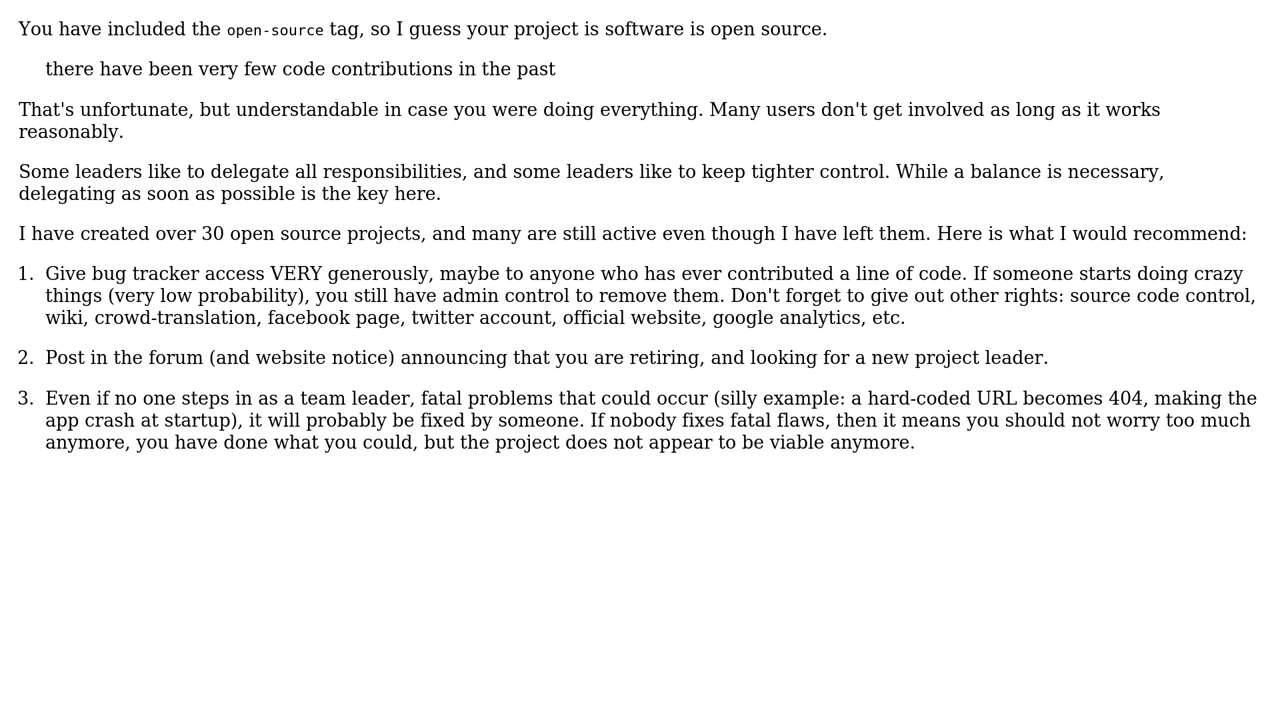 You have included the open-source tag, so I guess your project is software is open source.
there have been very few code contributions in the past
That's unfortunate, but understandable in case you were doing everything. Many users don't get involved as long as it works
reasonably.
Some leaders like to delegate all responsibilities, and some leaders like to keep tighter control. While a balance is necessary,
delegating as soon as possible is the key here.
I have created over 30 open source projects, and many are still active even though I have left them. Here is what I would recommend:
1. Give bug tracker access VERY generously, maybe to anyone who has ever contributed a line of code. If someone starts doing crazy
things (very low probability), you still have admin control to remove them. Don't forget to give out other rights: source code control,
wiki, crowd-translation, facebook page, twitter account, official website, google analytics, etc.
2. Post in the forum (and website notice) announcing that you are retiring, and looking for a new project leader.
3. Even if no one steps in as a team leader, fatal problems that could occur (silly example: a hard-coded URL becomes 404, making the
app crash at startup), it will probably be fixed by someone. If nobody fixes fatal flaws, then it means you should not worry too much
anymore, you have done what you could, but the project does not appear to be viable anymore.